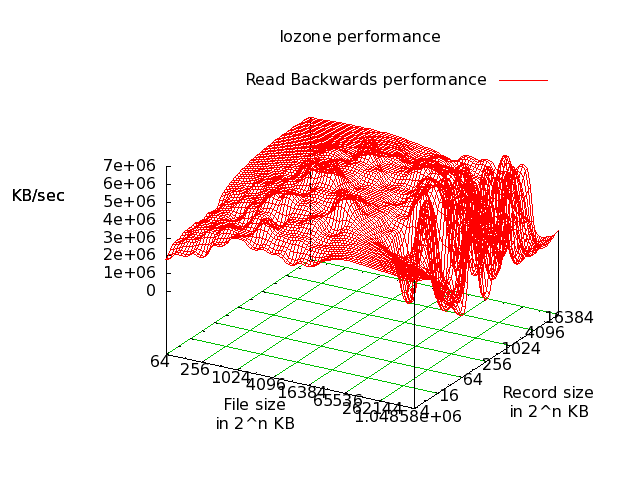 Iozone performance
Read Backwards performance
7e+06
6e+06
5e+06
4e+06
3e+06
2e+06
1e+06
0
KB/sec
64
256
1024
4096
16384
65536
262144
1.04858e+06
File size
in 2^n KB
4
16
64
256
1024
4096
16384
Record size
in 2^n KB